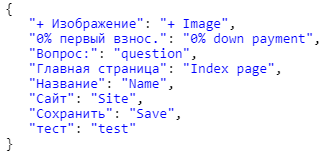 {
"+ Изображение": "+ Image",
"0% первый взнос.": "0% down payment",
"Вопрос:": "question",
"Главная страница": "Index page",
"Название": "Name",
"Сайт": "Site",
"Сохранить": "Save",
"тест": "test"
}